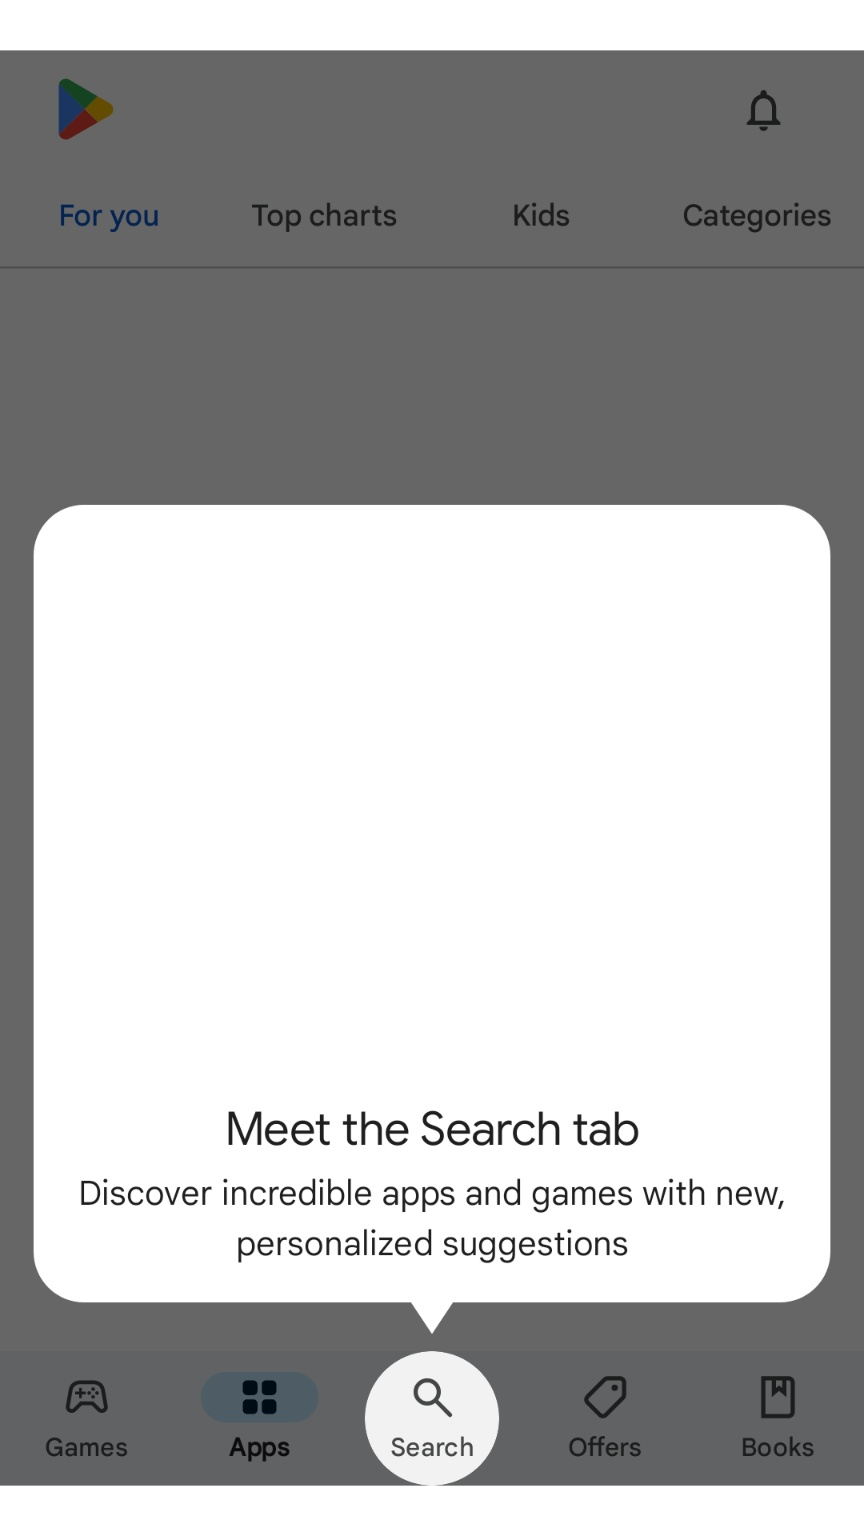 For you Top charts Kids Categories
Meet the Search tab
Discover incredible apps and games with new,
personalized suggestions
Games Apps Search Offers Books